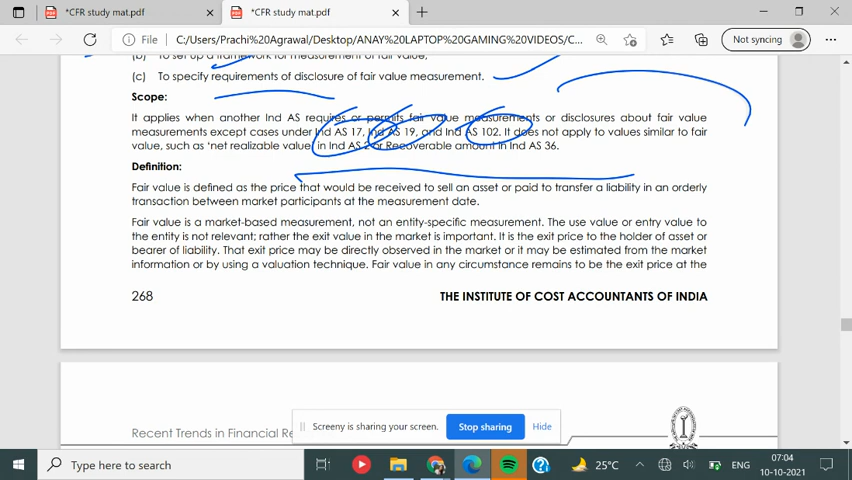 *CFR study mat.pdf
*CFR study mat.pdf
File
C:/Users/Prachi%20Agrawal/Desktop/ANAY%20LAPTOP%20GAMING%20VIDEOS/C...
Not syncing
(b) To set up a framework for measurement of fair value;
(c) To specify requirements of disclosure of fair value measurement.
Scope:
It applies when another Ind AS requires or permits fair value measurements or disclosures about fair value
measurements except cases under Ind AS 17, Ind AS 19, and Ind AS 102. It does not apply to values similar to fair
value, such as 'net realizable value' in Ind AS 2 or Recoverable amount in Ind AS 36.
Definition:
Fair value is defined as the price that would be received to sell an asset or paid to transfer a liability in an orderly
transaction between market participants at the measurement date.
Fair value is a market-based measurement, not an entity-specific measurement. The use value or entry value to
the entity is not relevant; rather the exit value in the market is important. It is the exit price to the holder of asset or
bearer of liability. That exit price may be directly observed in the market or it may be estimated from the market
information or by using a valuation technique. Fair value in any circumstance remains to be the exit price at the
268
THE INSTITUTE OF COST ACCOUNTANTS OF INDIA
Recent Trends in Financial Re
Screeny is sharing your screen.
Stop sharing
Hide
Type here to search
25°C
ENG
07:04
10-10-2021